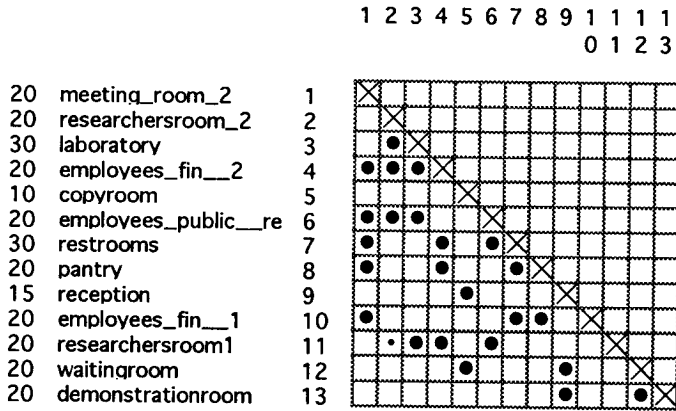 1 2 3 4 5 6 7 8 9 1 1 1 1
0 1 2 3
20 meeting_room_2 1
20 researchersroom_2 2
30 laboratory 3
20 employees_fin__2 4
10 copyroom 5
20 employees_public__re 6
30 restrooms 7
20 pantry 8
15 reception 9
20 employees_fin__1 10
20 researchersroom1 11
20 waitingroom 12
20 demonstrationroom 13